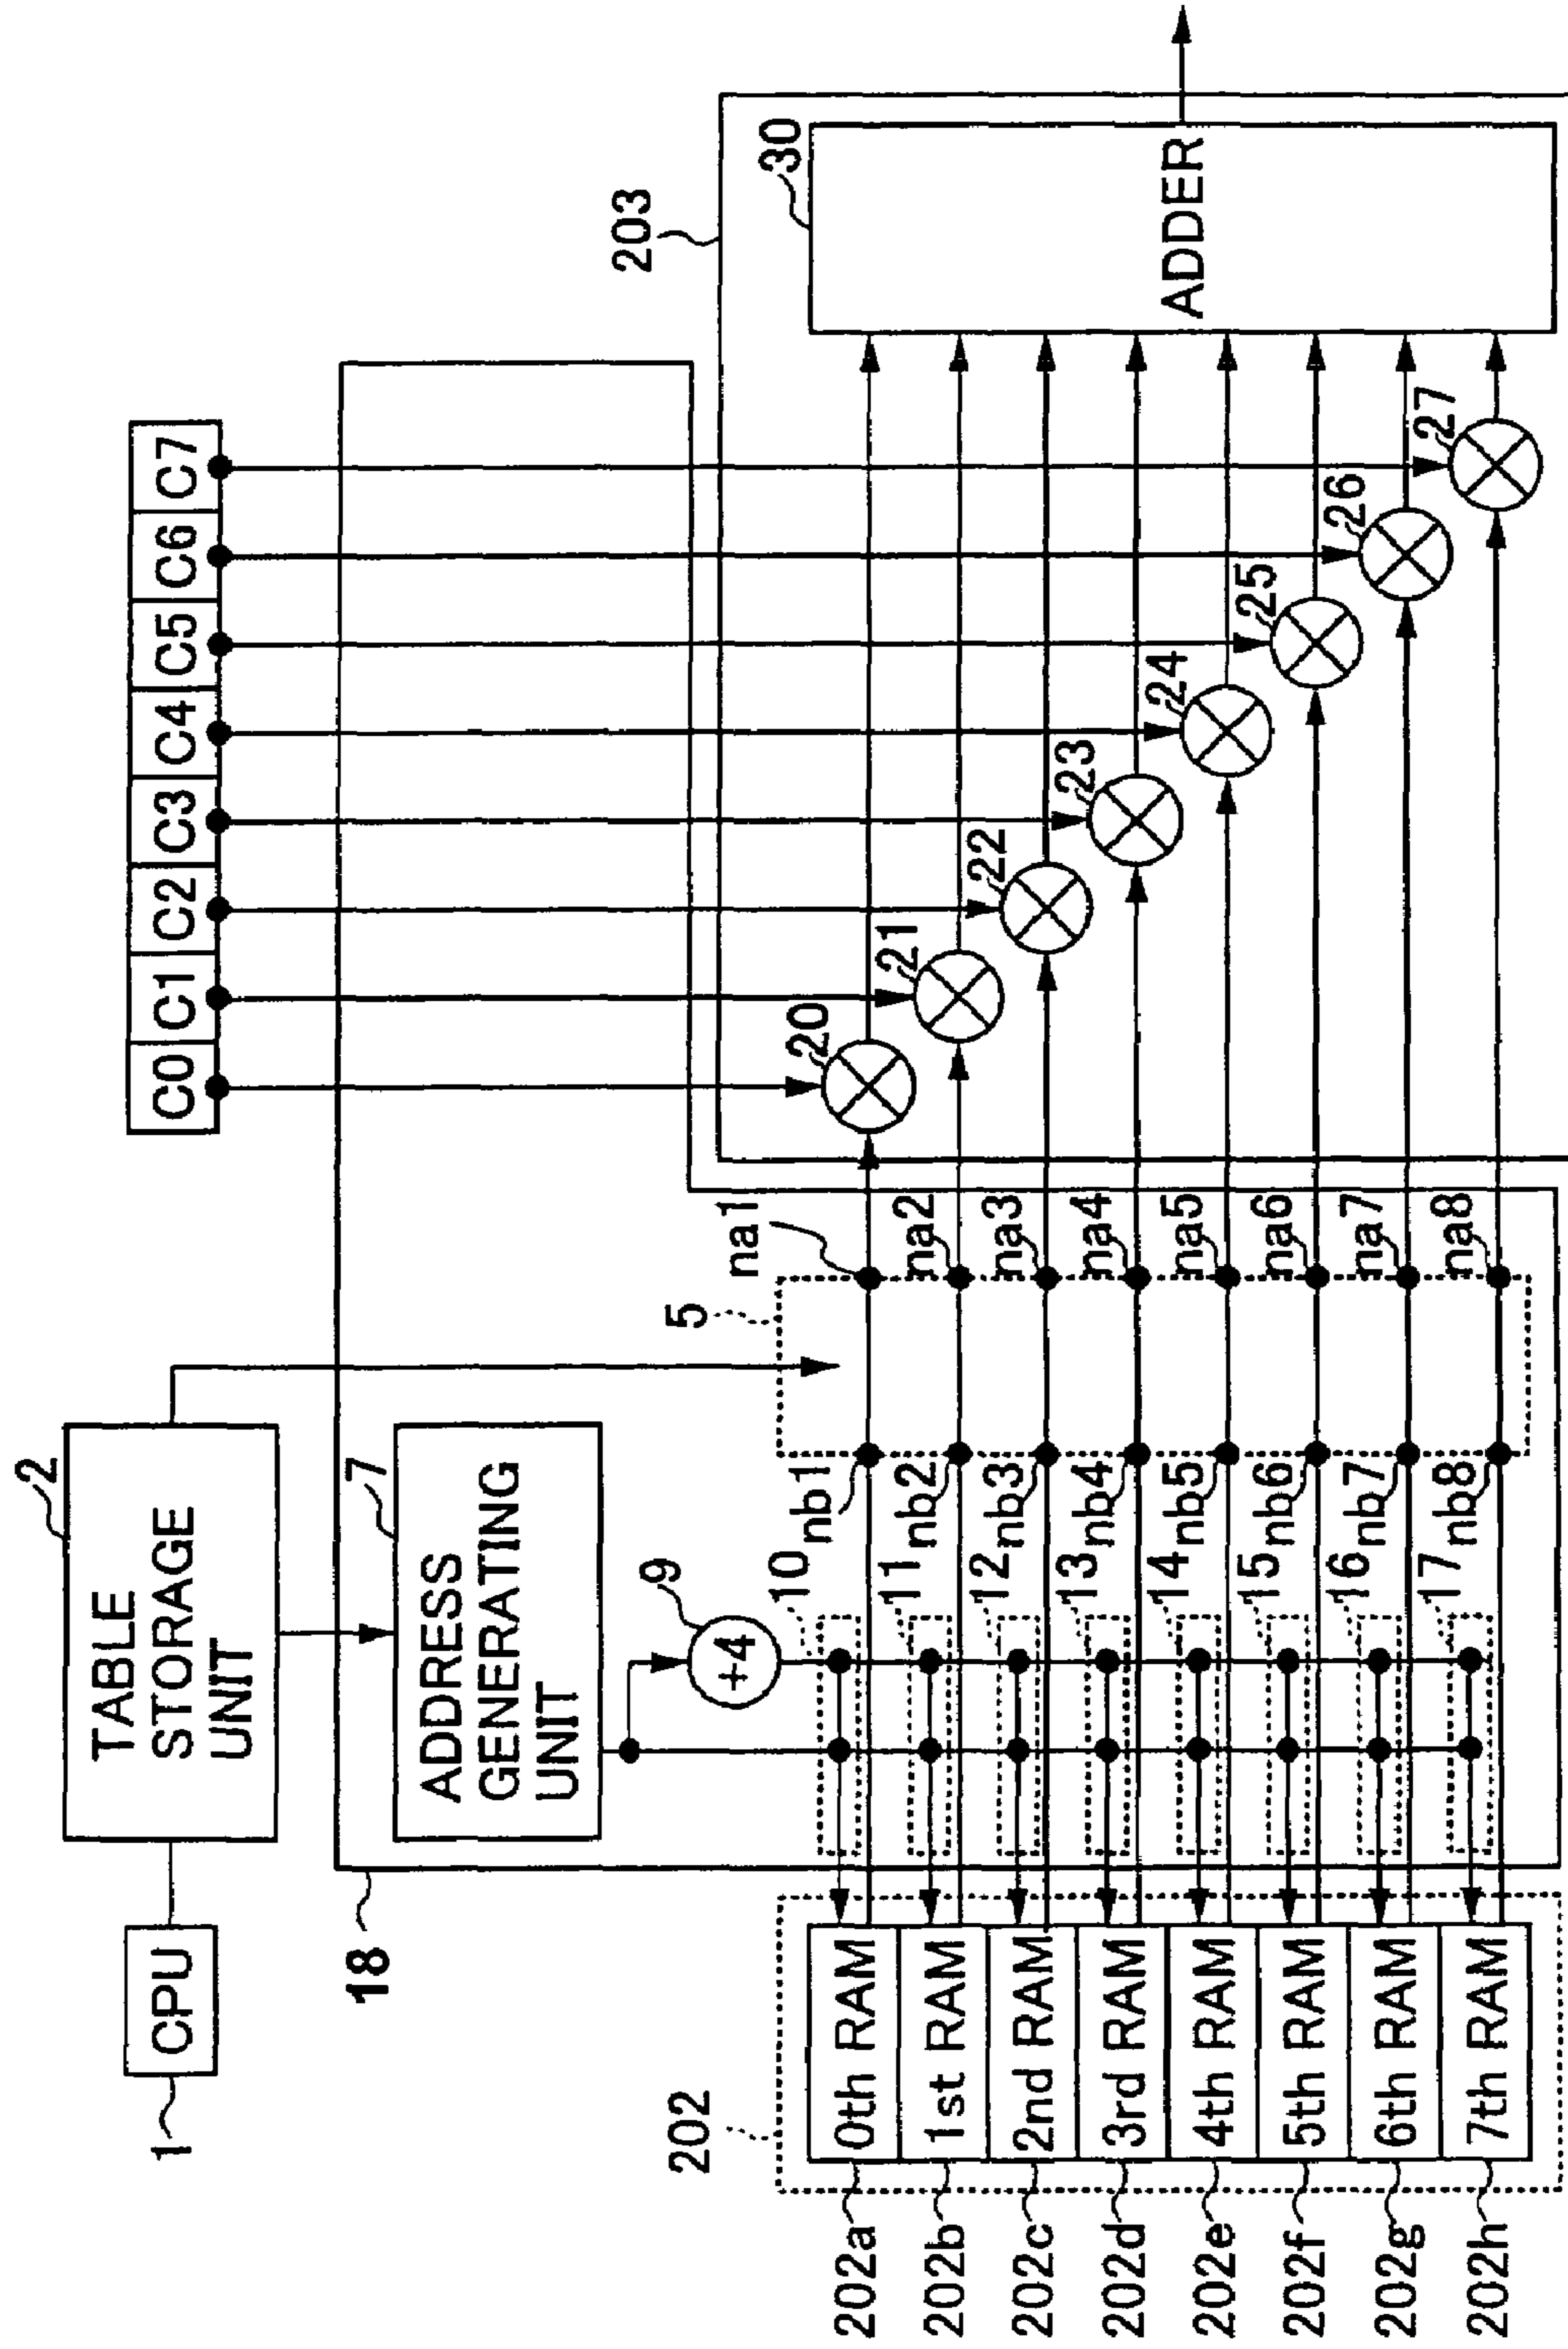 1
CPU
2
TABLE
STORAGE
UNIT
C0 C1 C2 C3 C4 C5 C6 C7
18
7
ADDRESS
GENERATING
UNIT
9
+4
5
203
30
ADDER
202
202a 0th RAM 10 nb1 na1 20
202b 1st RAM 11 nb2 na2 21
202c 2nd RAM 12 nb3 na3 22
202d 3rd RAM 13 nb4 na4 23
202e 4th RAM 14 nb5 na5 24
202f 5th RAM 15 nb6 na6 25
202g 6th RAM 16 nb7 na7 26
202h 7th RAM 17 nb8 na8 27